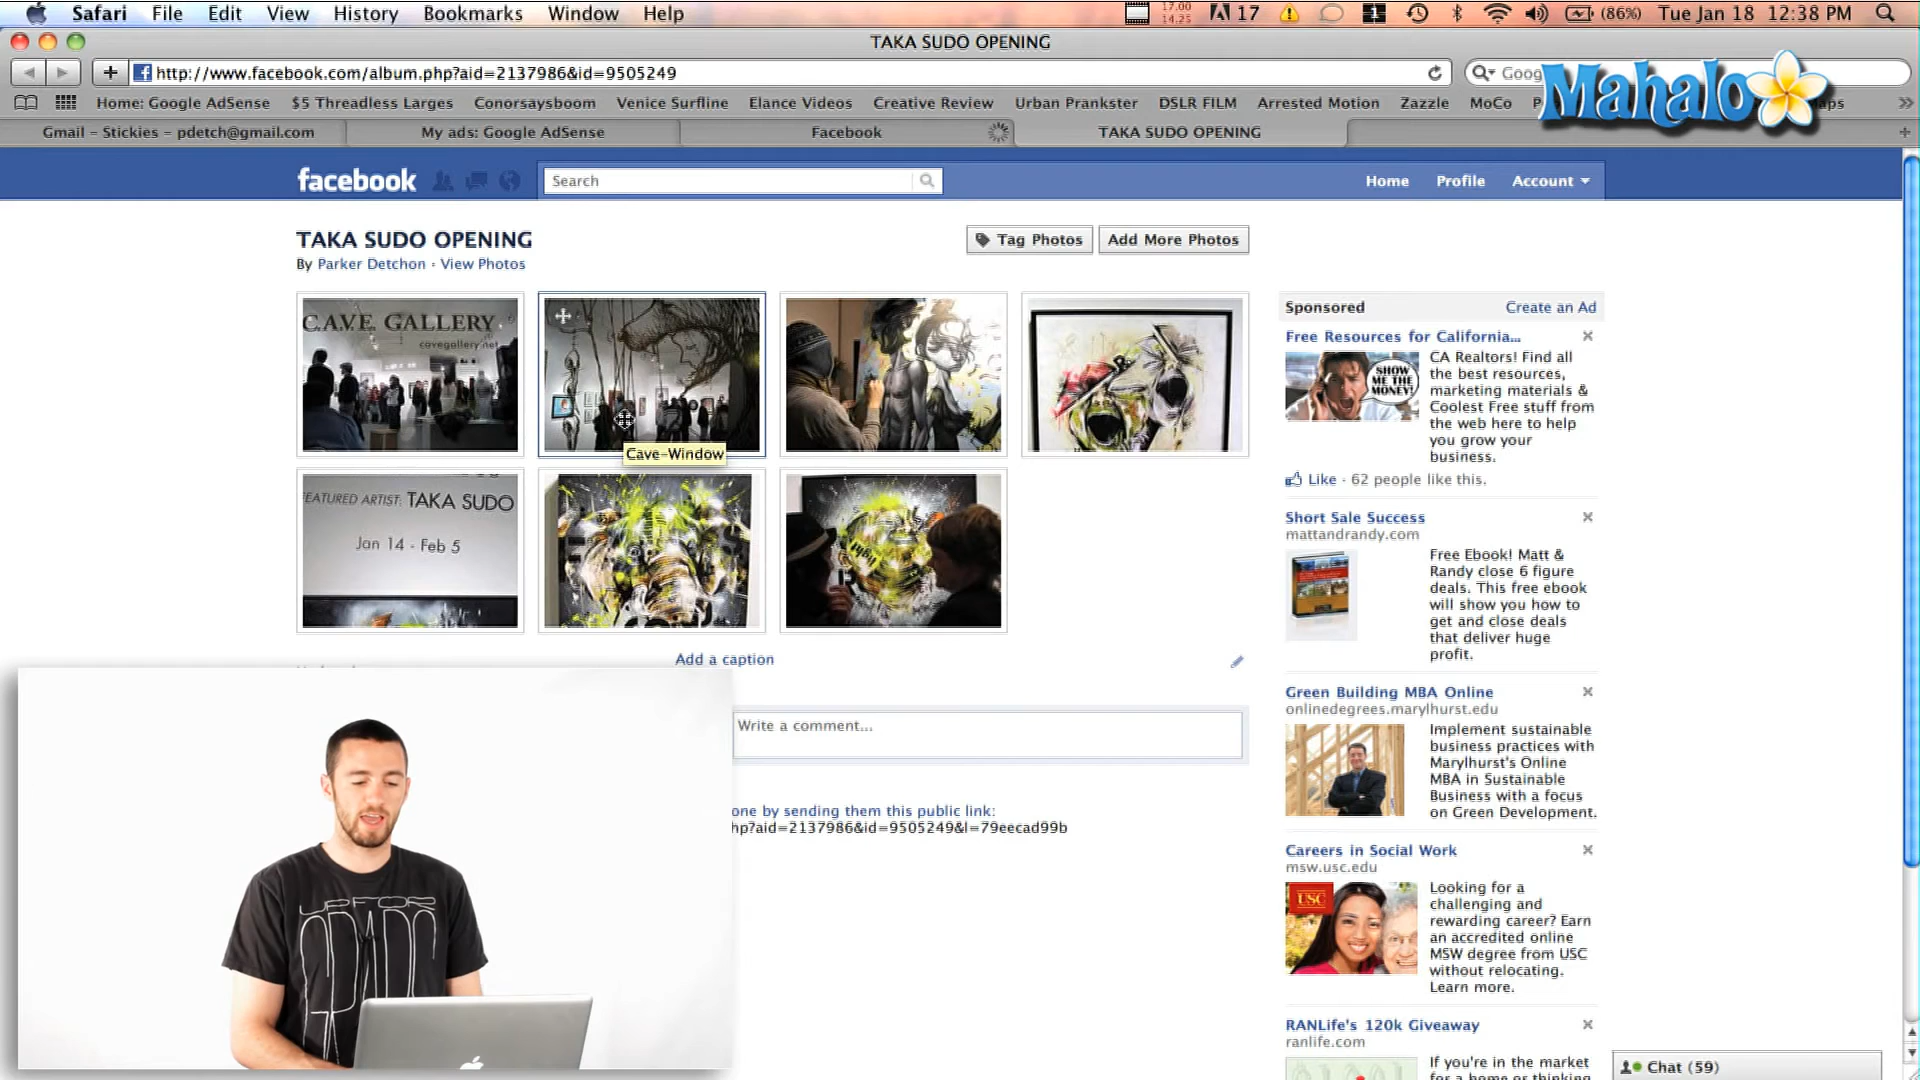 Safari File Edit View History Bookmarks Window Help 17.00 14.25 17 1 (86%) Tue Jan 18 12:38 PM
TAKA SUDO OPENING
http://www.facebook.com/album.php?aid=2137986&id=9505249
Goog
Mahalo
Home: Google AdSense $5 Threadless Larges Conorsaysboom Venice Surfline Elance Videos Creative Review Urban Prankster DSLR FILM Arrested Motion Zazzle MoCo
Gmail – Stickies – pdetch@gmail.com My ads: Google AdSense Facebook TAKA SUDO OPENING
facebook Search Home Profile Account
TAKA SUDO OPENING
Tag Photos Add More Photos
By Parker Detchon · View Photos
C.A.V.E. GALLERY
cavegallery.net
Cave-Window
FEATURED ARTIST: TAKA SUDO
Jan 14 - Feb 5
Add a caption
Write a comment...
one by sending them this public link:
hp?aid=2137986&id=9505249&l=79eecad99b
Sponsored Create an Ad
Free Resources for California...
SHOW
ME THE
MONEY!
CA Realtors! Find all
the best resources,
marketing materials &
Coolest Free stuff from
the web here to help
you grow your
business.
Like · 62 people like this.
Short Sale Success
mattandrandy.com
Free Ebook! Matt &
Randy close 6 figure
deals. This free ebook
will show you how to
get and close deals
that deliver huge
profit.
Green Building MBA Online
onlinedegrees.marylhurst.edu
Implement sustainable
business practices with
Marylhurst's Online
MBA in Sustainable
Business with a focus
on Green Development.
Careers in Social Work
msw.usc.edu
USC
Looking for a
challenging and
rewarding career? Earn
an accredited online
MSW degree from USC
without relocating.
Learn more.
RANLife's 120k Giveaway
ranlife.com
If you're in the market
for a home or thinking
Chat (59)